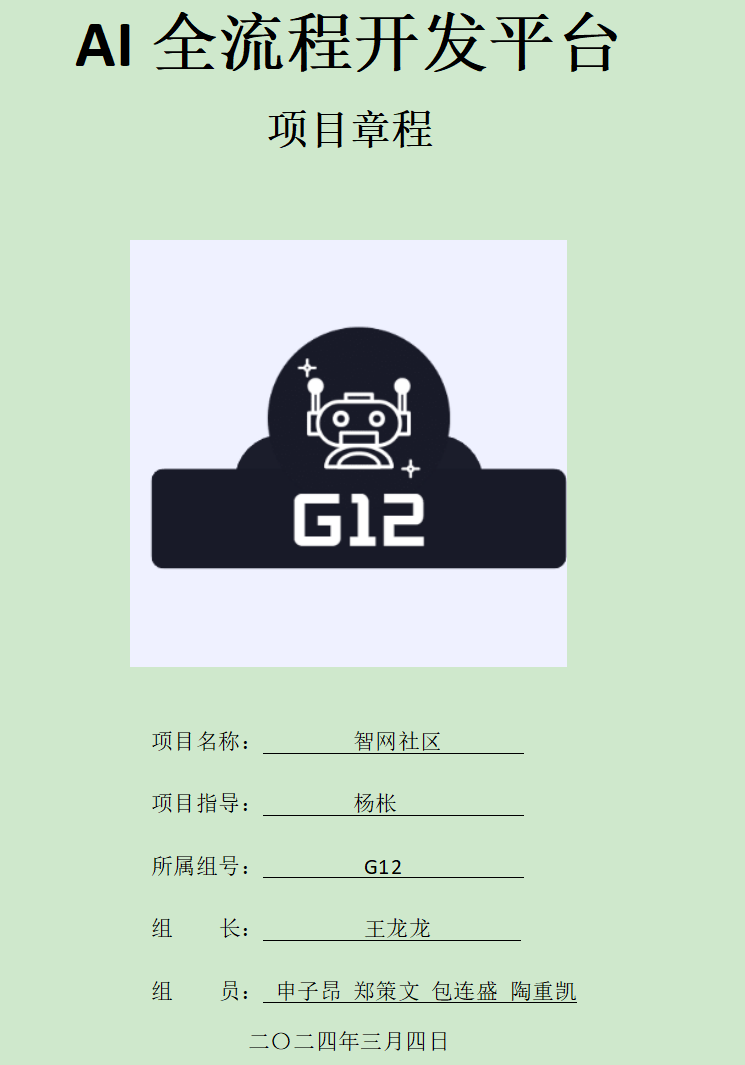 AI 全流程开发平台
项目章程
G12
项目名称： 智网社区
项目指导： 杨枨
所属组号： G12
组 长： 王龙龙
组 员： 申子昂 郑策文 包连盛 陶重凯
二〇二四年三月四日